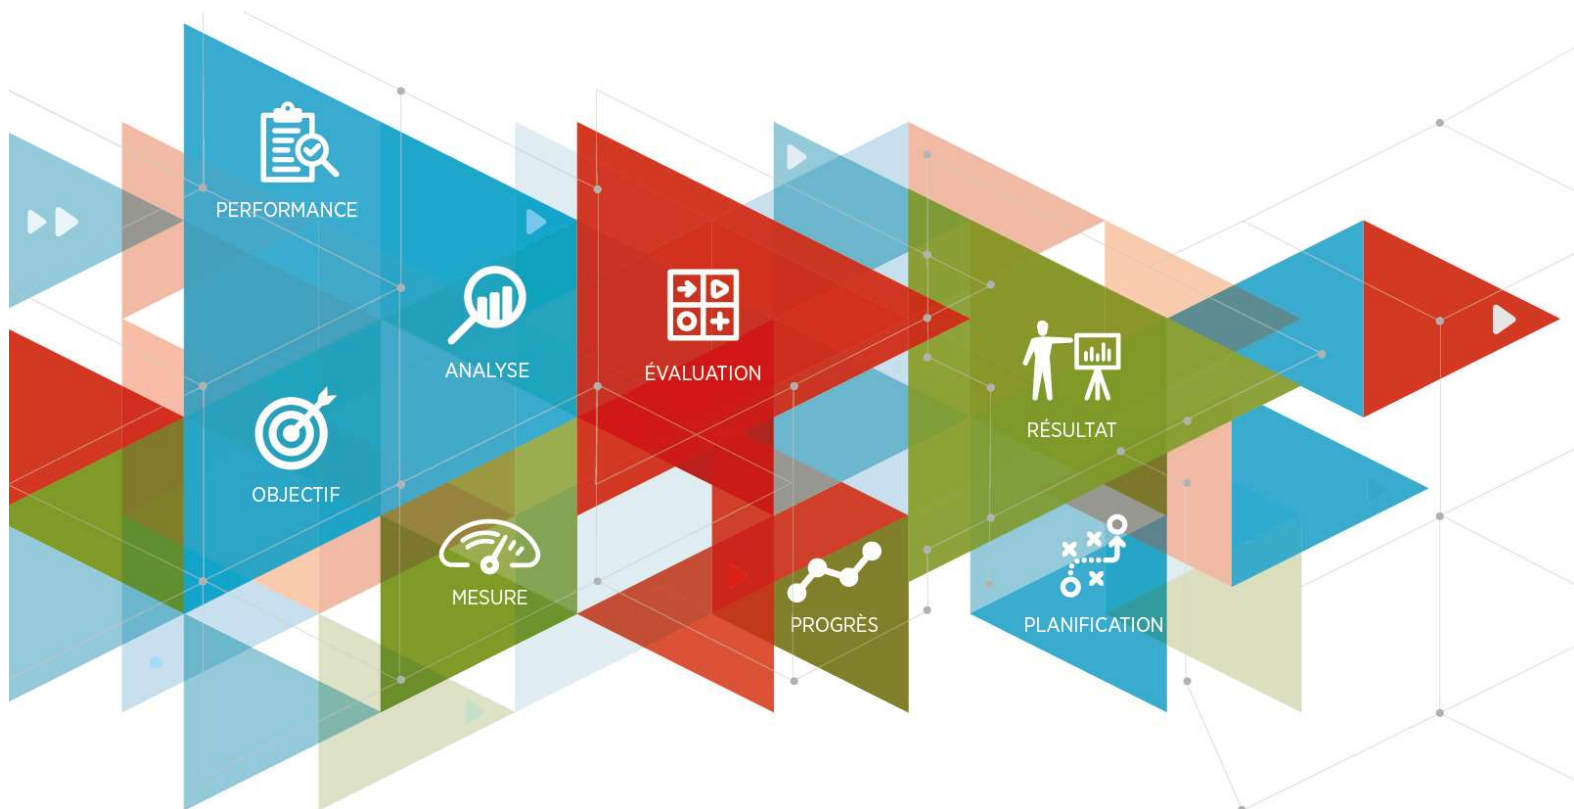 PERFORMANCE
ANALYSE
ÉVALUATION
RÉSULTAT
OBJECTIF
MESURE
PROGRÈS
PLANIFICATION